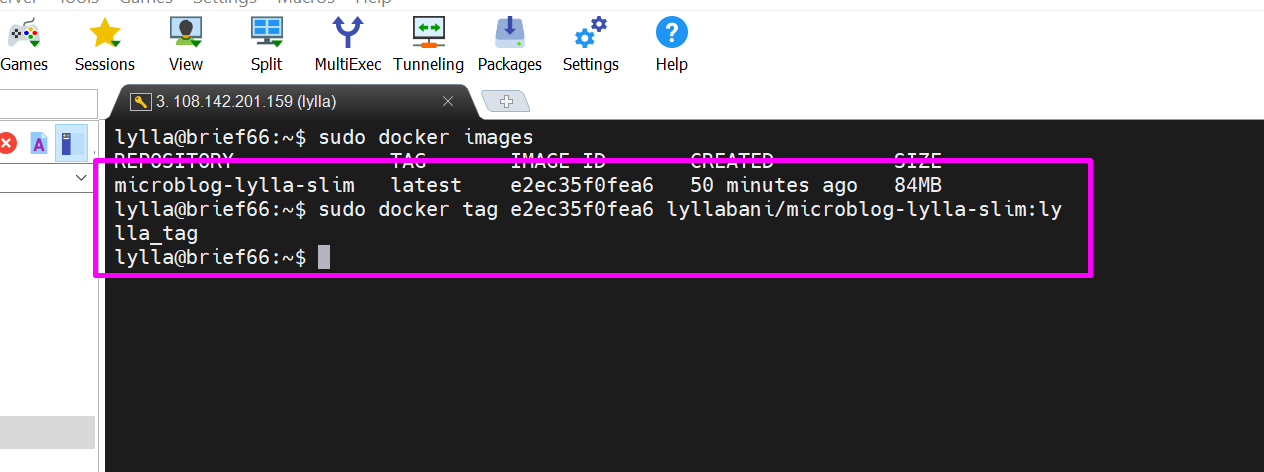 Tools
Games
Settings
Macros
Help
Games
Sessions
View
Split
MultiExec
Tunneling
Packages
Settings
Help
3. 108.142.201.159 (lylla)
A
lylla@brief66:~$ sudo docker images
REPOSITORY TAG IMAGE ID CREATED SIZE
microblog-lylla-slim latest e2ec35f0fea6 50 minutes ago 84MB
lylla@brief66:~$ sudo docker tag e2ec35f0fea6 lyllabani/microblog-lylla-slim:ly
lla_tag
lylla@brief66:~$